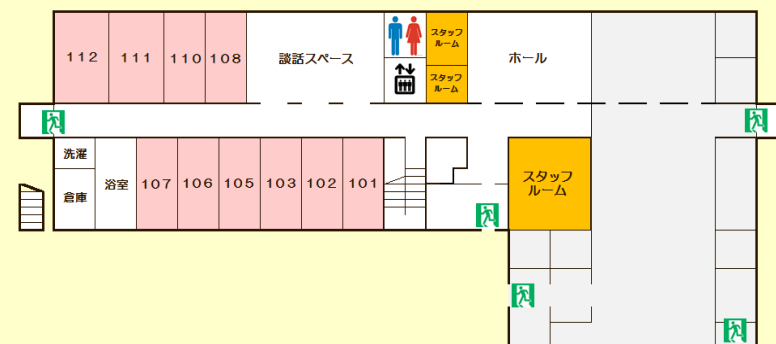 112
111
110
108
談話スペース
スタッフ
ルーム
スタッフ
ルーム
ホール
洗濯
倉庫
浴室
107
106
105
103
102
101
スタッフ
ルーム